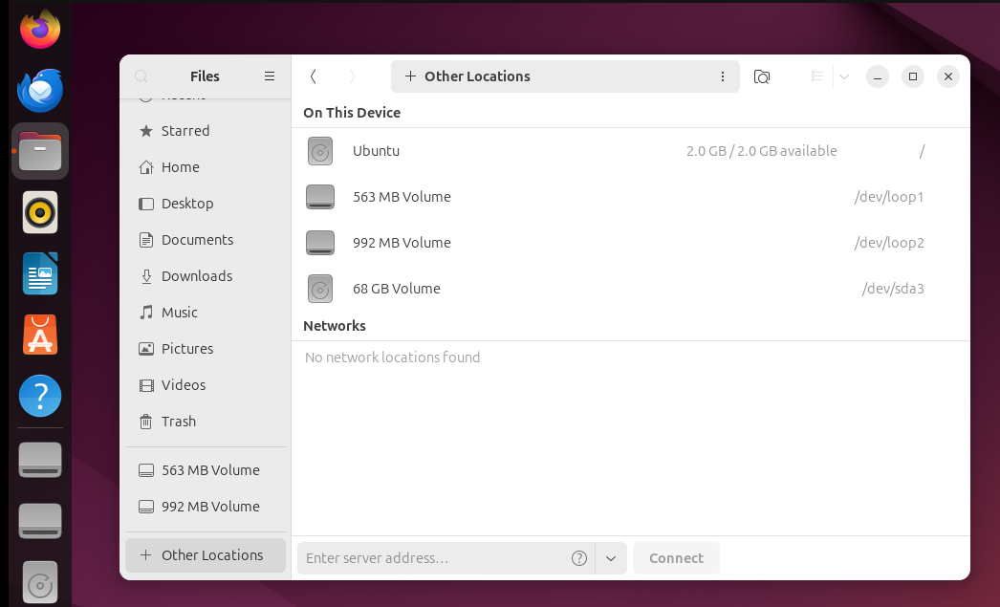 Files
Other Locations
Recent
Starred
Home
Desktop
Documents
Downloads
Music
Pictures
Videos
Trash
563 MB Volume
992 MB Volume
Other Locations
On This Device
Ubuntu 2.0 GB / 2.0 GB available /
563 MB Volume /dev/loop1
992 MB Volume /dev/loop2
68 GB Volume /dev/sda3
Networks
No network locations found
Enter server address... Connect